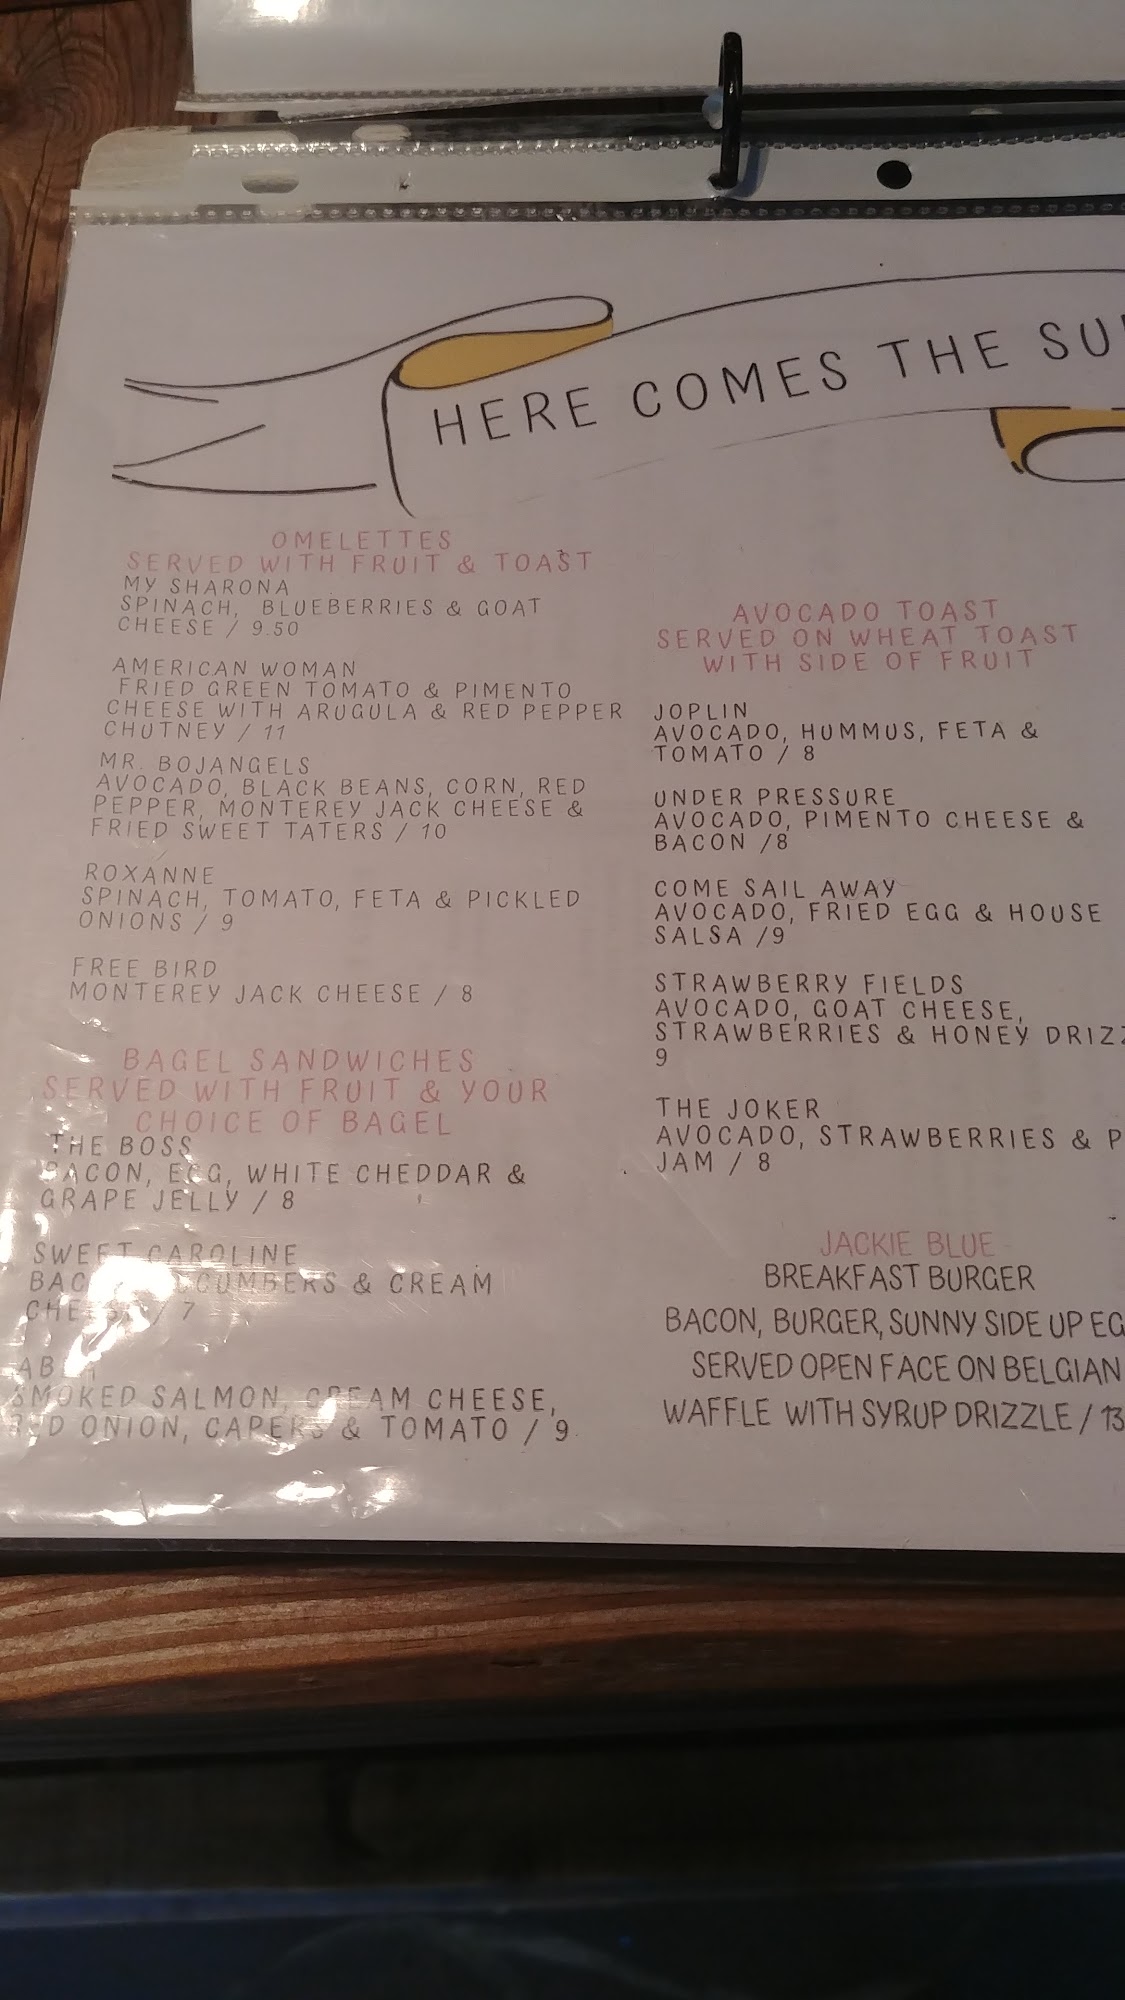 HERE COMES THE
OMELETTES
SERVED WITH FRUIT & TOAST
MY SHARONA
SPINACH, BLUEBERRIES & GOAT
CHEESE / 9.50
AMERICAN WOMAN
FRIED GREEN TOMATO & PIMENTO
CHEESE WITH ARUGULA & RED PEPPER
CHUTNEY / 11
MR. BOJANGELS
AVOCADO, BLACK BEANS, CORN, RED
PEPPER, MONTEREY JACK CHEESE &
FRIED SWEET TATERS / 10
ROXANNE
SPINACH, TOMATO, FETA & PICKLED
ONIONS / 9
FREE BIRD
MONTEREY JACK CHEESE / 8
BAGEL SANDWICHES
SERVED WITH FRUIT & YOUR
CHOICE OF BAGEL
THE BOSS
BACON, EGG, WHITE CHEDDAR &
GRAPE JELLY / 8
SWEET CAROLINE
& CREAM
/ 7
SMOKED SALMON, CREAM CHEESE,
ONION, CAPERS & TOMATO / 9
AVOCADO TOAST
SERVED ON WHEAT TOAST
WITH SIDE OF FRUIT
JOPLIN
AVOCADO, HUMMUS, FETA &
TOMATO / 8
UNDER PRESSURE
AVOCADO, PIMENTO CHEESE &
BACON /8
COME SAIL AWAY
AVOCADO, FRIED EGG & HOUSE
SALSA /9
STRAWBERRY FIELDS
AVOCADO, GOAT CHEESE,
STRAWBERRIES & HONEY
9
THE JOKER
AVOCADO, STRAWBERRIES &
JAM / 8
JACKIE BLUE
BREAKFAST BURGER
BACON, BURGER, SUNNY SIDE UP
SERVED OPEN FACE ON BELGIAN
WAFFLE WITH SYRUP DRIZZLE / 13